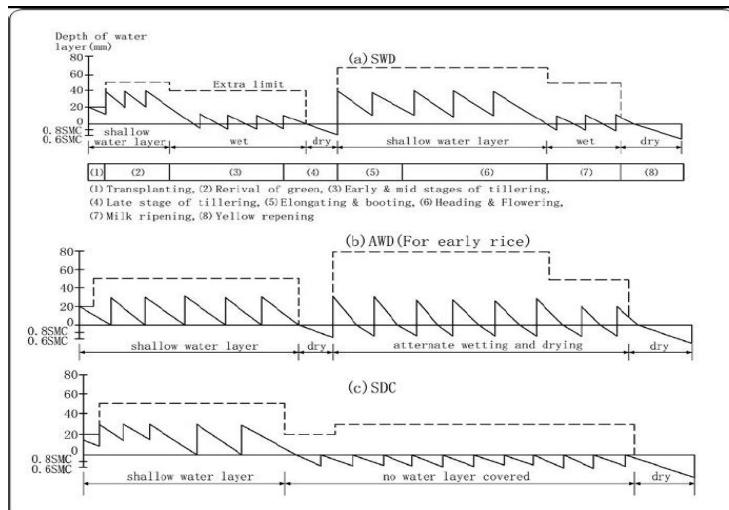 Depth of water
layer(mm)
(a)SWD
80
60
40
20
0
0.8SMC
0.6SMC
Extra limit
shallow
water layer
wet
dry
shallow water layer
wet
dry
(1) (2) (3) (4) (5) (6) (7) (8)
(1) Transplanting, (2) Rerival of green, (3) Early & mid stages of tillering,
(4) Late stage of tillering, (5) Elongating & booting, (6) Heading & Flowering,
(7) Milk ripening, (8) Yellow repening
(b) AWD(For early rice)
80
60
40
20
0
0.8SMC
0.6SMC
shallow water layer
dry
alternate wetting and drying
dry
(c) SDC
80
60
40
20
0
0.8SMC
0.6SMC
shallow water layer
no water layer covered
dry